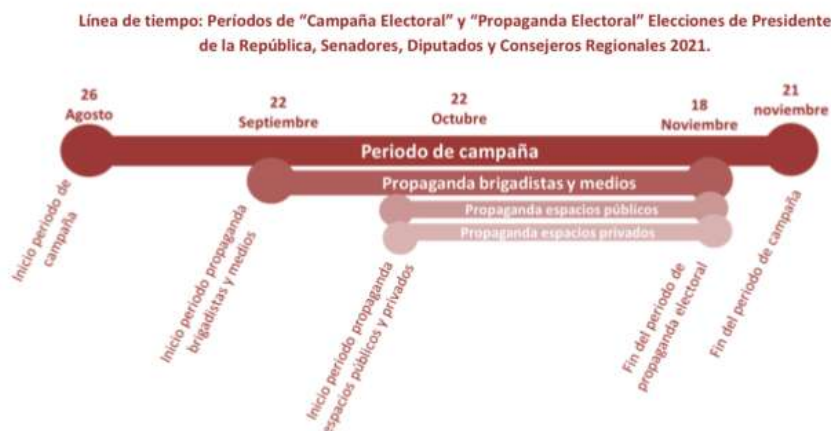 Línea de tiempo: Períodos de “Campaña Electoral” y “Propaganda Electoral” Elecciones de Presidente
de la República, Senadores, Diputados y Consejeros Regionales 2021.
26
Agosto
22
Septiembre
22
Octubre
18
Noviembre
21
noviembre
Periodo de campaña
Propaganda brigadistas y medios
Propaganda espacios públicos
Propaganda espacios privados
Inicio periodo de
campaña
Inicio periodo propaganda
brigadistas y medios
Inicio periodo propaganda
espacios públicos y privados
Fin del periodo de
propaganda electoral
Fin del periodo de campaña